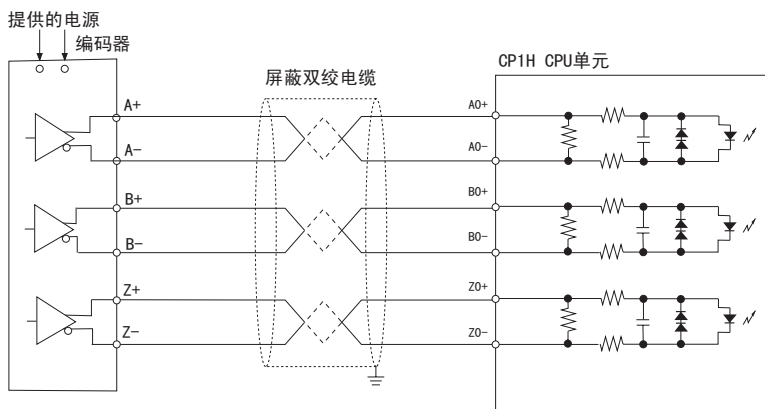 提供的电源
编码器
屏蔽双绞电缆
CP1H CPU单元
A+
A0+
A-
A0-
B+
B0+
B-
B0-
Z+
Z0+
Z-
Z0-